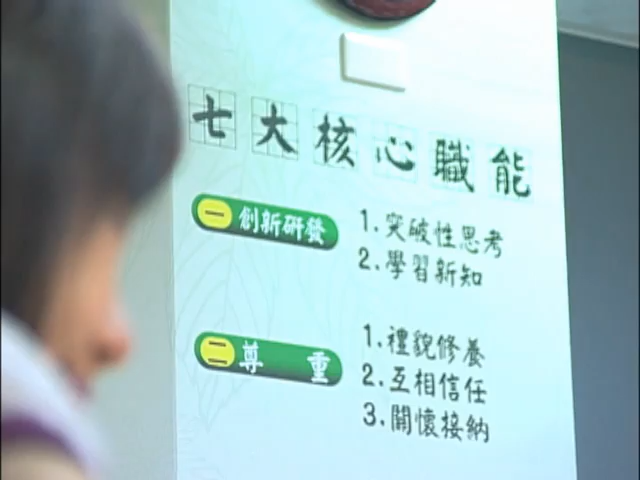 七大核心職能
一 創新研發
1.突破性思考
2.學習新知
二 尊重
1.禮貌修養
2.互相信任
3.關懷接納